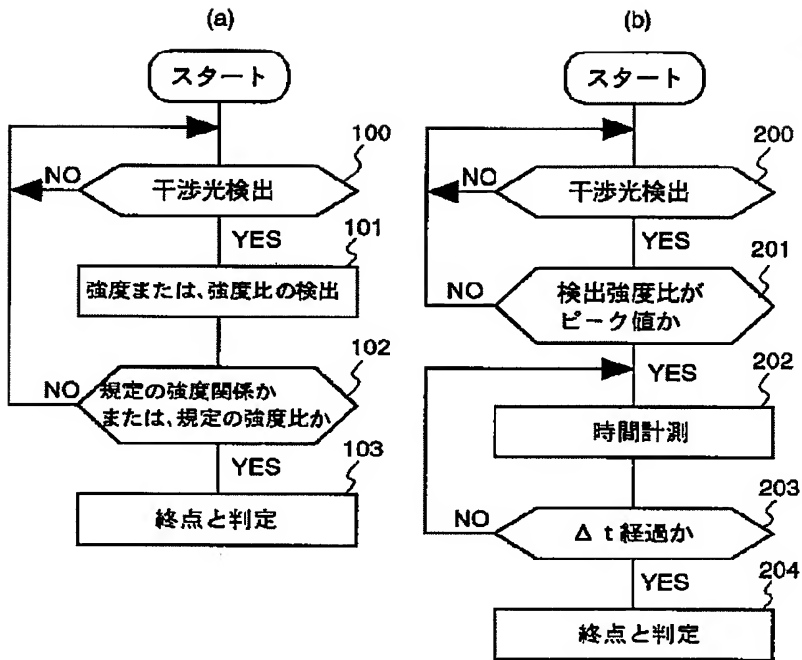 (a)
スタート
100
NO
干渉光検出
YES
101
強度または、強度比の検出
102
NO
規定の強度関係か
または、規定の強度比か
YES
103
終点と判定
(b)
スタート
200
NO
干渉光検出
YES
201
NO
検出強度比が
ピーク値か
YES
202
時間計測
203
NO
Δt経過か
YES
204
終点と判定